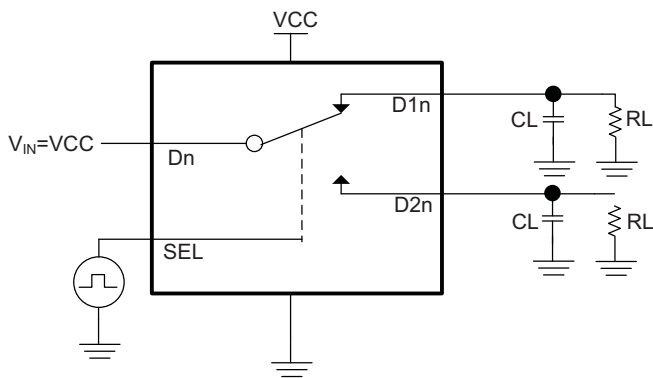 VCC
D1n
CL
RL
V_IN=VCC
Dn
D2n
CL
RL
SEL